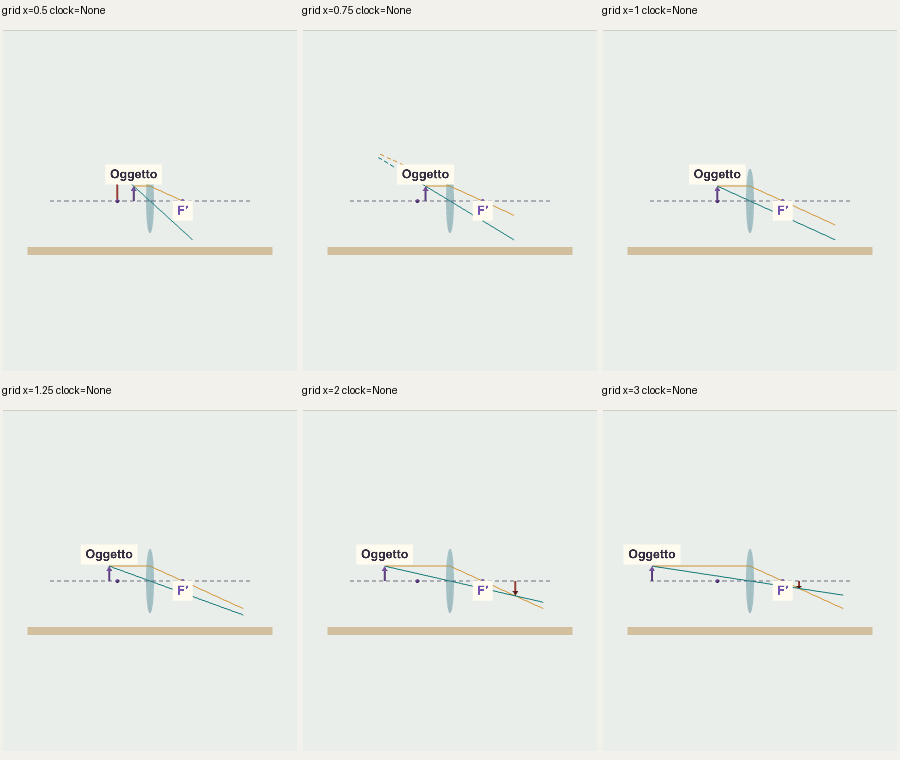 grid x=0.5 clock=None
grid x=0.75 clock=None
grid x=1 clock=None
Oggetto
F′
Oggetto
F′
Oggetto
F′
grid x=1.25 clock=None
grid x=2 clock=None
grid x=3 clock=None
Oggetto
F′
Oggetto
F′
Oggetto
F′